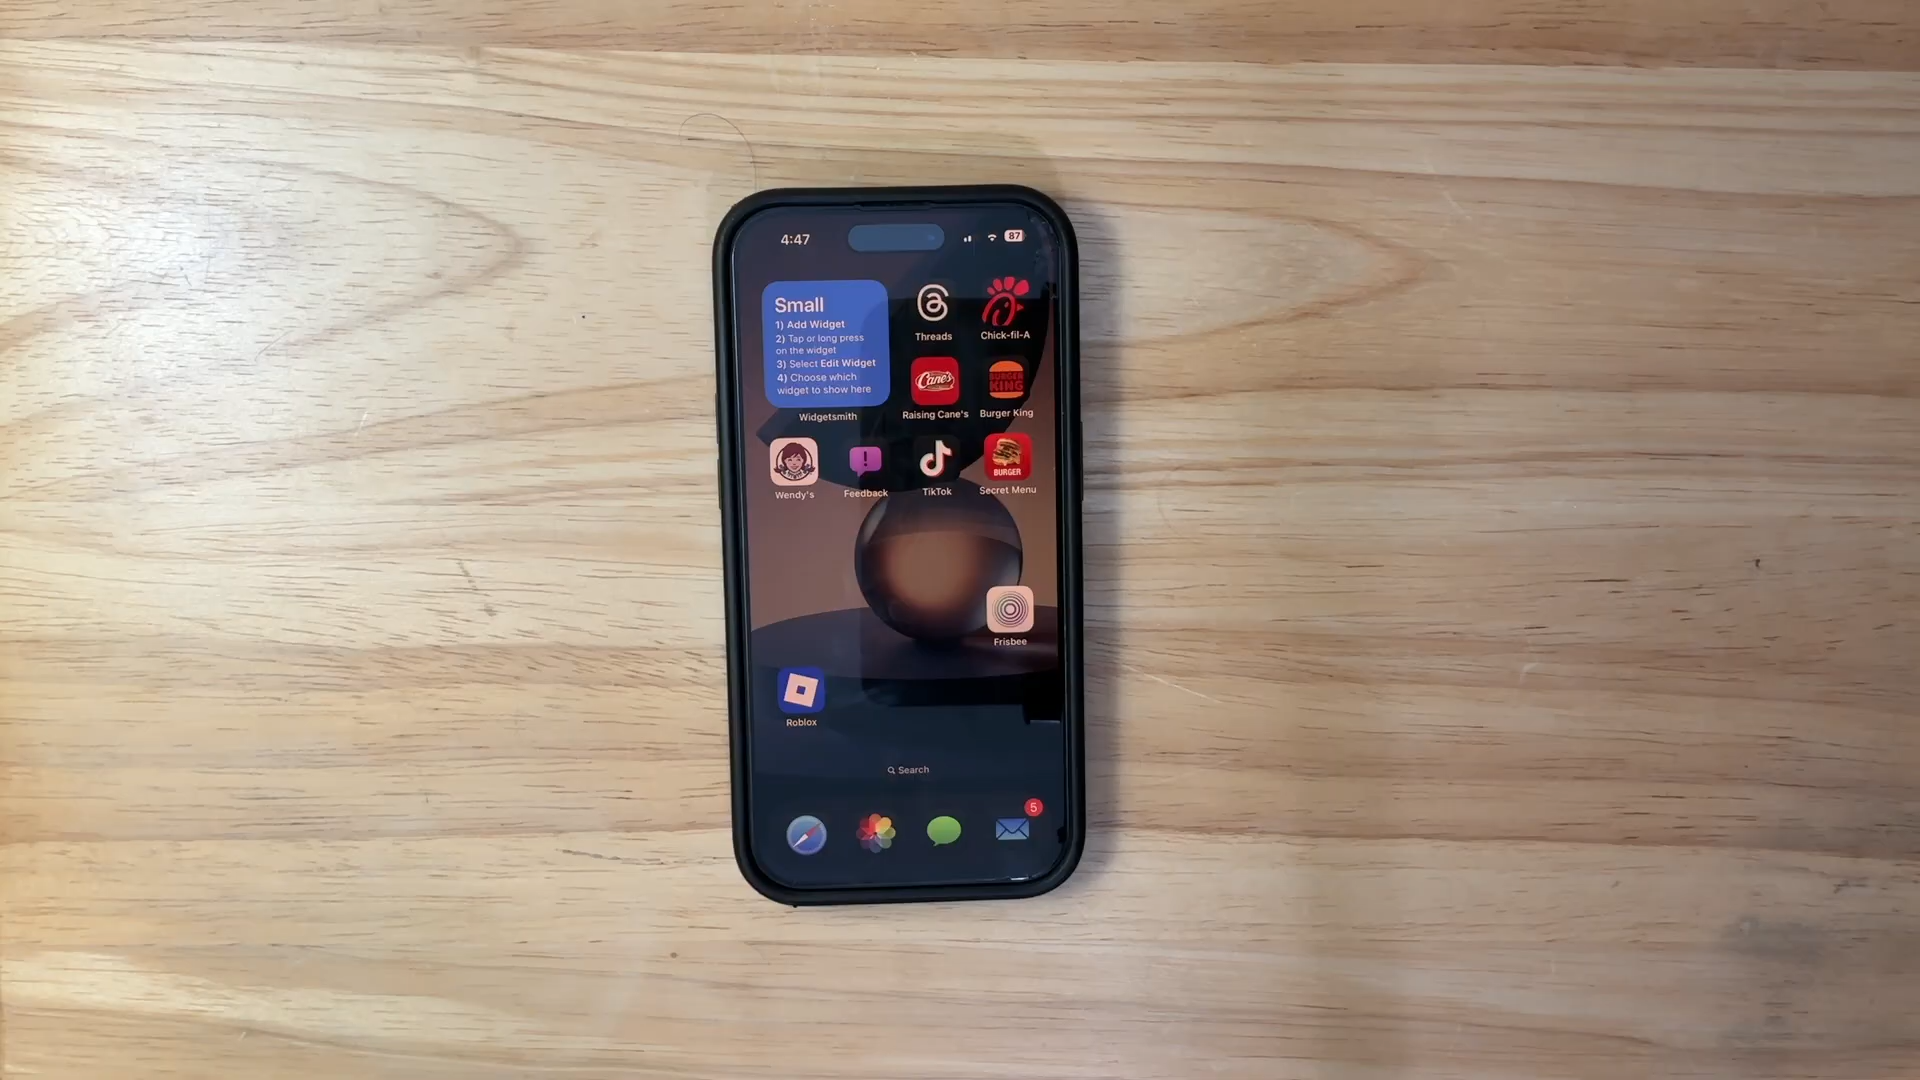 4:47
87
Small
1) Add Widget
2) Tap or long press
on the widget
3) Select Edit Widget
4) Choose which
widget to show here
Widgetsmith
Threads
Chick-fil-A
Cane's
BURGER
KING
Raising Cane's
Burger King
BURGER
Wendy's
Feedback
TikTok
Secret Menu
Frisbee
Roblox
Search
5